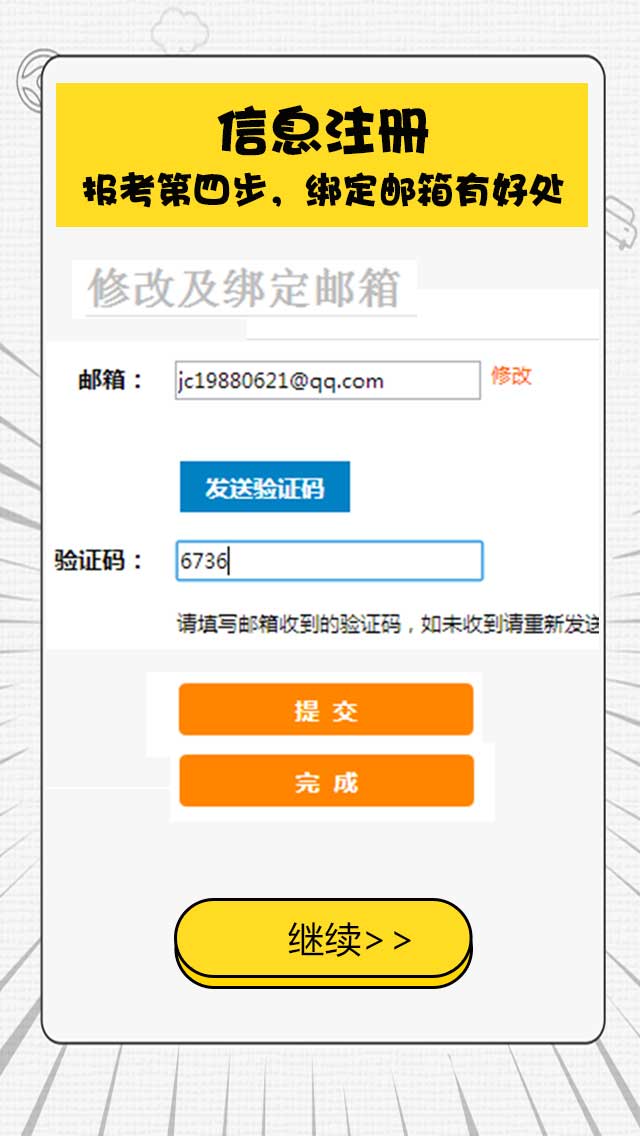 信息注册
报考第四步，绑定邮箱有好处
修改及绑定邮箱
邮箱： jc19880621@qq.com 修改
发送验证码
验证码： 6736
请填写邮箱收到的验证码，如未收到请重新发送
提 交
完 成
继续>>